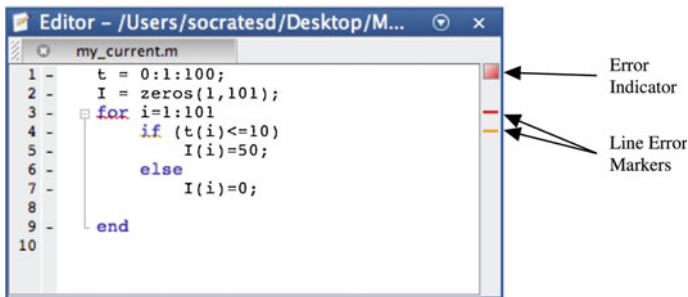 Editor – /Users/socratesd/Desktop/M...
my_current.m
1 - t = 0:1:100;
2 - I = zeros(1,101);
3 - for i=1:101
4 - if (t(i)<=10)
5 - I(i)=50;
6 - else
7 - I(i)=0;
8
9 - end
10
Error
Indicator
Line Error
Markers